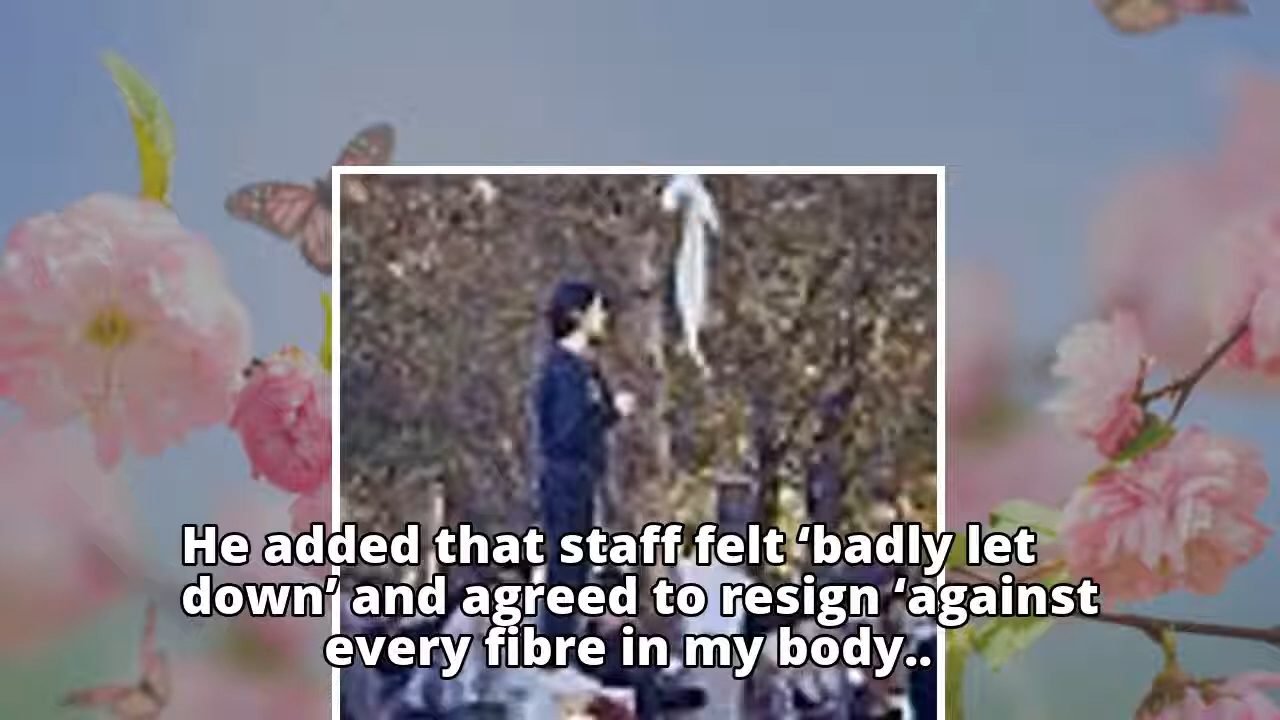 He added that staff felt ‘badly let
down’ and agreed to resign ‘against
every fibre in my body..